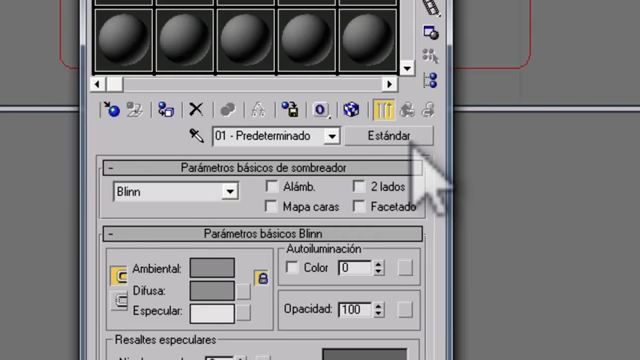 01 - Predeterminado Estándar
Parámetros básicos de sombreador
Blinn Alámb. 2 lados
Mapa caras Facetado
Parámetros básicos Blinn
Autoiluminación
Ambiental: Color 0
Difusa:
Especular: Opacidad: 100
Resaltes especulares